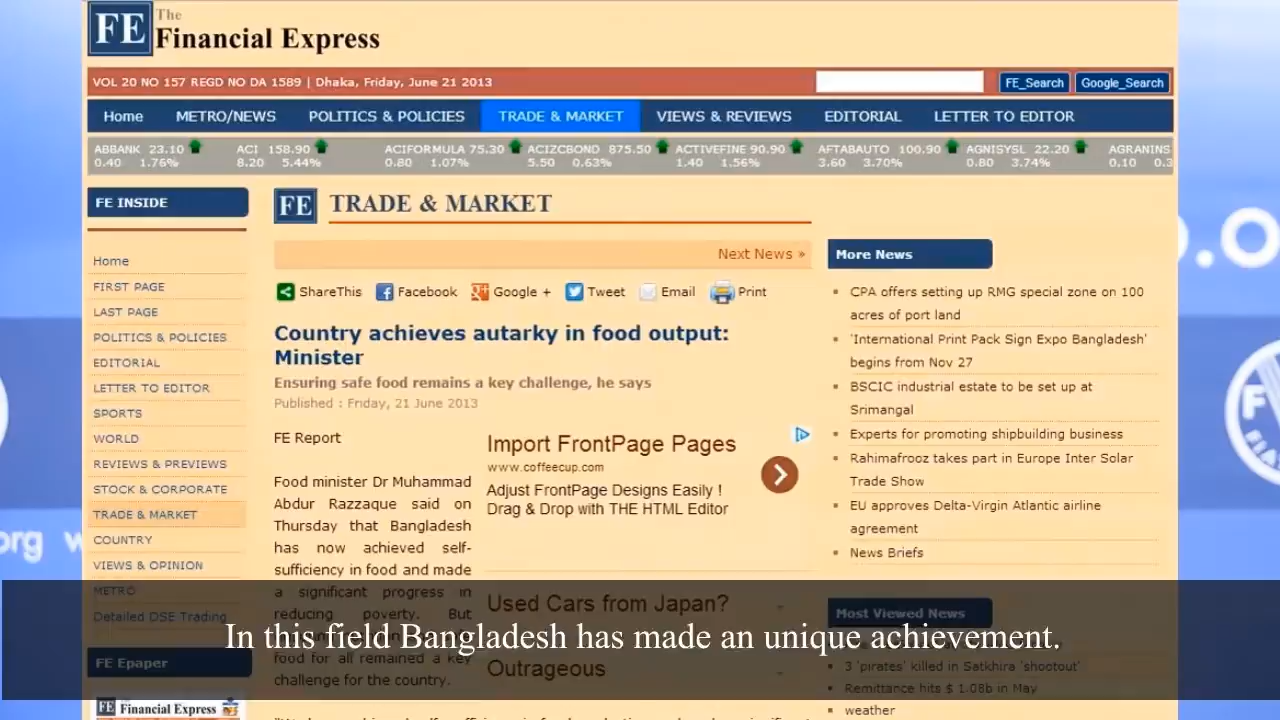 FE The
Financial Express
VOL 20 NO 157 REGD NO DA 1589 | Dhaka, Friday, June 21 2013
FE_Search Google_Search
Home METRO/NEWS POLITICS & POLICIES TRADE & MARKET VIEWS & REVIEWS EDITORIAL LETTER TO EDITOR
ABBANK 23.10 ACI 158.90 ACIFORMULA 75.30 ACIZCBOND 875.50 ACTIVEFINE 90.90 AFTABAUTO 100.90 AGNISYSL 22.20 AGRANINS
0.40 1.76% 8.20 5.44% 0.80 1.07% 5.50 0.63% 1.40 1.56% 3.60 3.70% 0.80 3.74% 0.10 0.3
FE INSIDE
Home
FIRST PAGE
LAST PAGE
POLITICS & POLICIES
EDITORIAL
LETTER TO EDITOR
SPORTS
WORLD
REVIEWS & PREVIEWS
STOCK & CORPORATE
TRADE & MARKET
COUNTRY
VIEWS & OPINION
METRO
Detailed DSE Trading
FE Epaper
FE Financial Express
FE TRADE & MARKET
Next News »
ShareThis Facebook Google + Tweet Email Print
Country achieves autarky in food output:
Minister
Ensuring safe food remains a key challenge, he says
Published : Friday, 21 June 2013
FE Report
Food minister Dr Muhammad
Abdur Razzaque said on
Thursday that Bangladesh
has now achieved self-
sufficiency in food and made
a significant progress in
reducing poverty. But
food for all remained a key
challenge for the country.
Import FrontPage Pages
www.coffeecup.com
Adjust FrontPage Designs Easily !
Drag & Drop with THE HTML Editor
Used Cars from Japan?
Outrageous
More News
CPA offers setting up RMG special zone on 100
acres of port land
'International Print Pack Sign Expo Bangladesh'
begins from Nov 27
BSCIC industrial estate to be set up at
Srimangal
Experts for promoting shipbuilding business
Rahimafrooz takes part in Europe Inter Solar
Trade Show
EU approves Delta-Virgin Atlantic airline
agreement
News Briefs
Most Viewed News
3 'pirates' killed in Satkhira 'shootout'
Remittance hits $ 1.08b in May
weather
In this field Bangladesh has made an unique achievement.
o.o
org w
F
FIAT